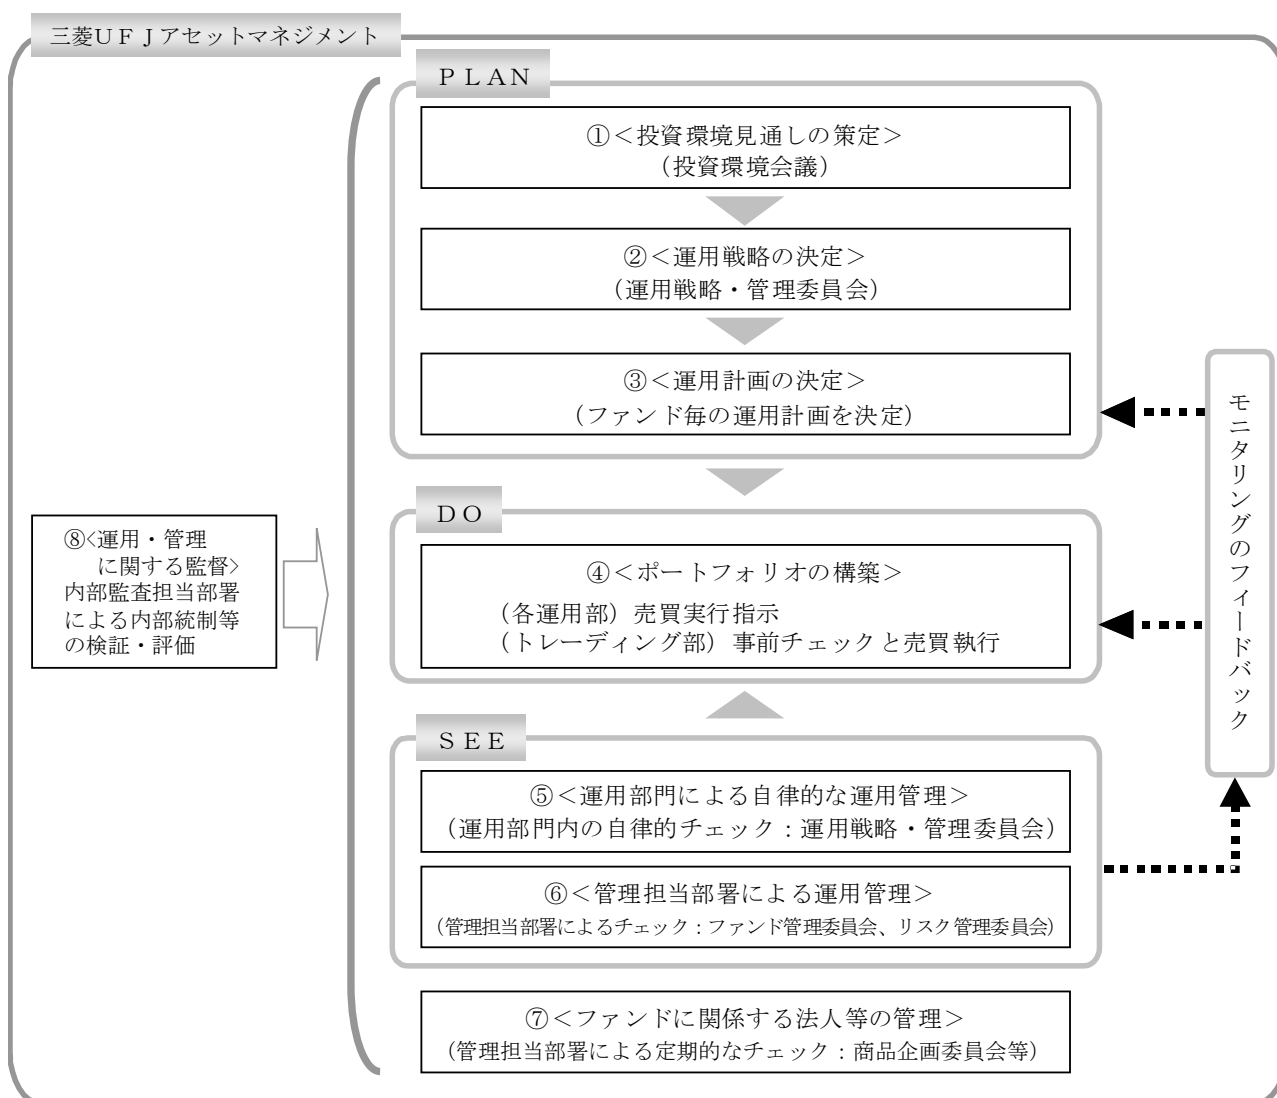 三菱UFJアセットマネジメント
PLAN
①＜投資環境見通しの策定＞
（投資環境会議）
②＜運用戦略の決定＞
（運用戦略・管理委員会）
③＜運用計画の決定＞
（ファンド毎の運用計画を決定）
DO
④＜ポートフォリオの構築＞
（各運用部）売買実行指示
（トレーディング部）事前チェックと売買執行
SEE
⑤＜運用部門による自律的な運用管理＞
（運用部門内の自律的チェック：運用戦略・管理委員会）
⑥＜管理担当部署による運用管理＞
（管理担当部署によるチェック：ファンド管理委員会、リスク管理委員会）
⑦＜ファンドに関係する法人等の管理＞
（管理担当部署による定期的なチェック：商品企画委員会等）
⑧<運用・管理
に関する監督>
内部監査担当部署
による内部統制等
の検証・評価
モニタリングのフィードバック